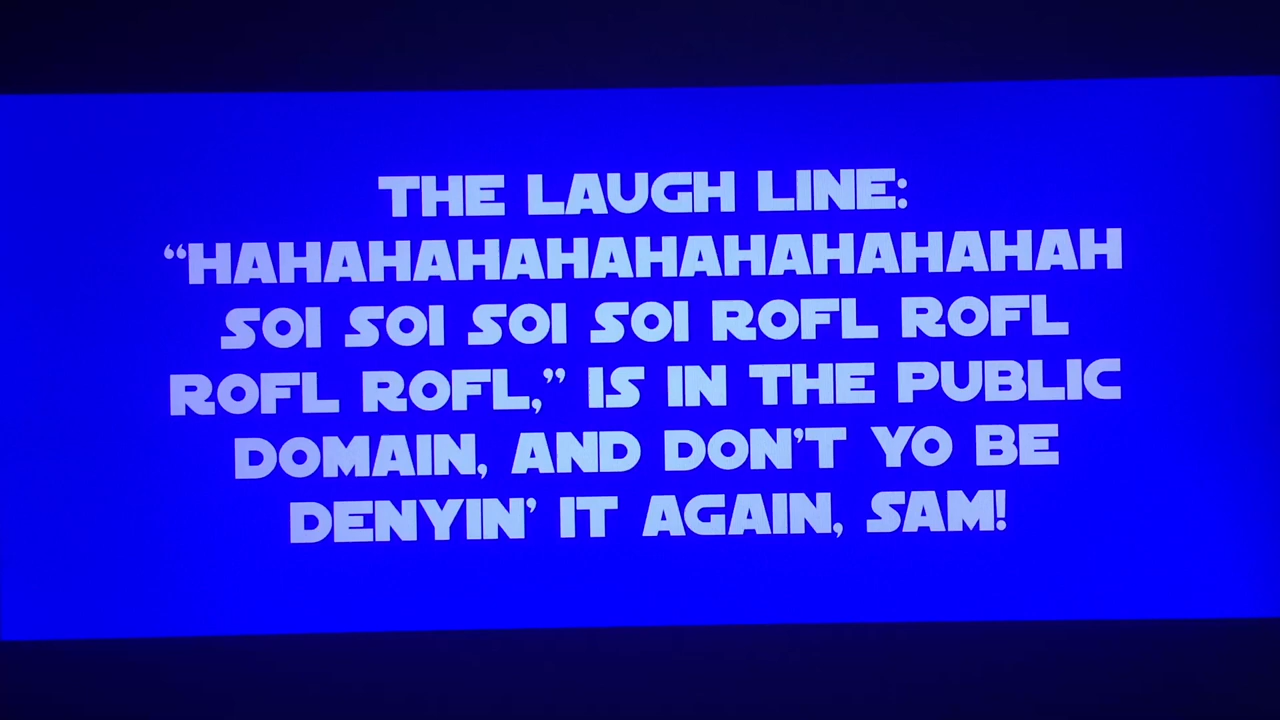 THE LAUGH LINE:
“HAHAHAHAHAHAHAHAHAHAHAHAH
SOI SOI SOI SOI ROFL ROFL
ROFL ROFL,” IS IN THE PUBLIC
DOMAIN, AND DON’T YO BE
DENYIN’ IT AGAIN, SAM!